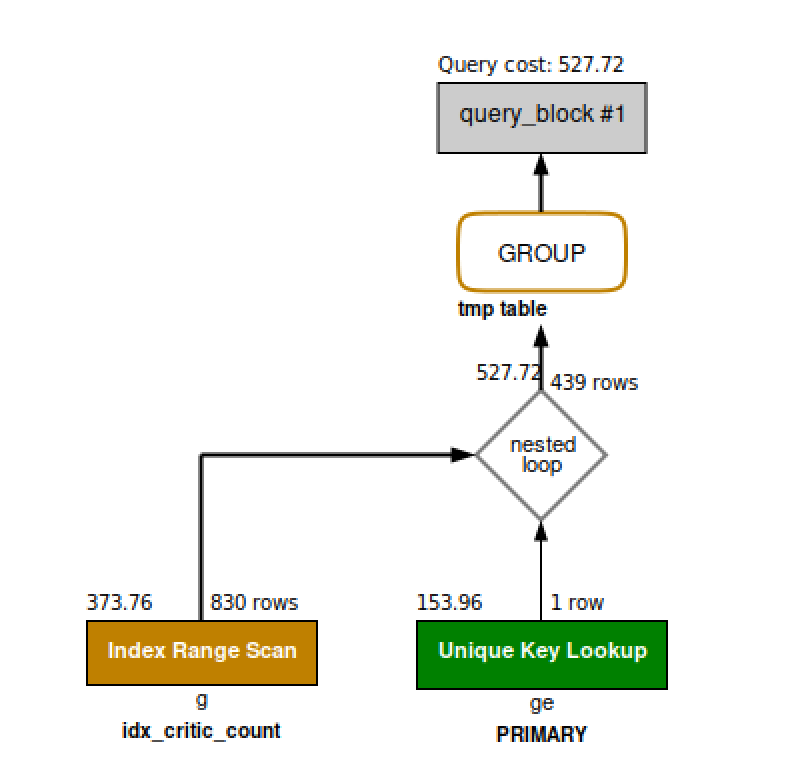 Query cost: 527.72
query_block #1
GROUP
tmp table
527.72 439 rows
nested
loop
373.76 830 rows
153.96 1 row
Index Range Scan
Unique Key Lookup
g
ge
idx_critic_count
PRIMARY